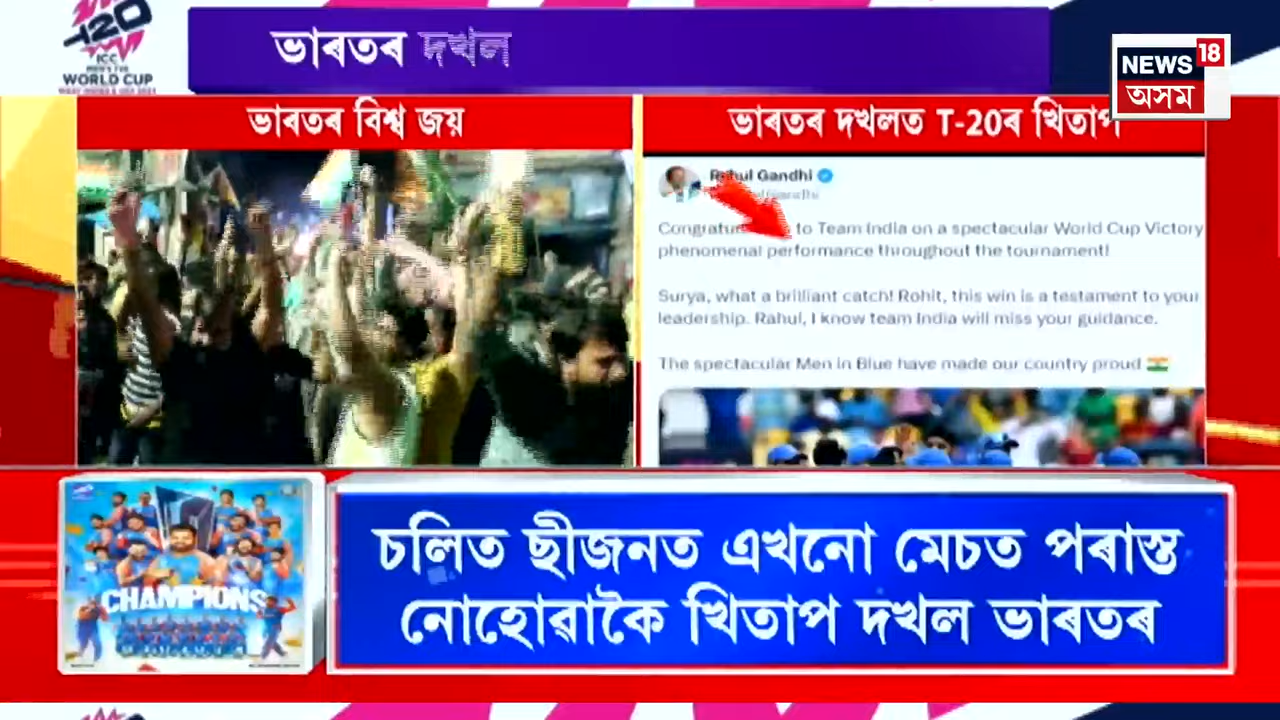 T20
ICC
MEN'S T20
WORLD CUP
ভাৰতৰ দখল
NEWS 18
অসম
ভাৰতৰ বিশ্ব জয়
ভাৰতৰ দখলত T-20ৰ খিতাপ
Rahul Gandhi
to Team India on a spectacular World Cup Victory
phenomenal performance throughout the tournament!
Surya, what a brilliant catch! Rohit, this win is a testament to your
leadership. Rahul, I know team India will miss your guidance.
The spectacular Men in Blue have made our country proud
CHAMPIONS
চলিত ছীজনত এখনো মেচত পৰাস্ত
নোহোৱাকৈ খিতাপ দখল ভাৰতৰ